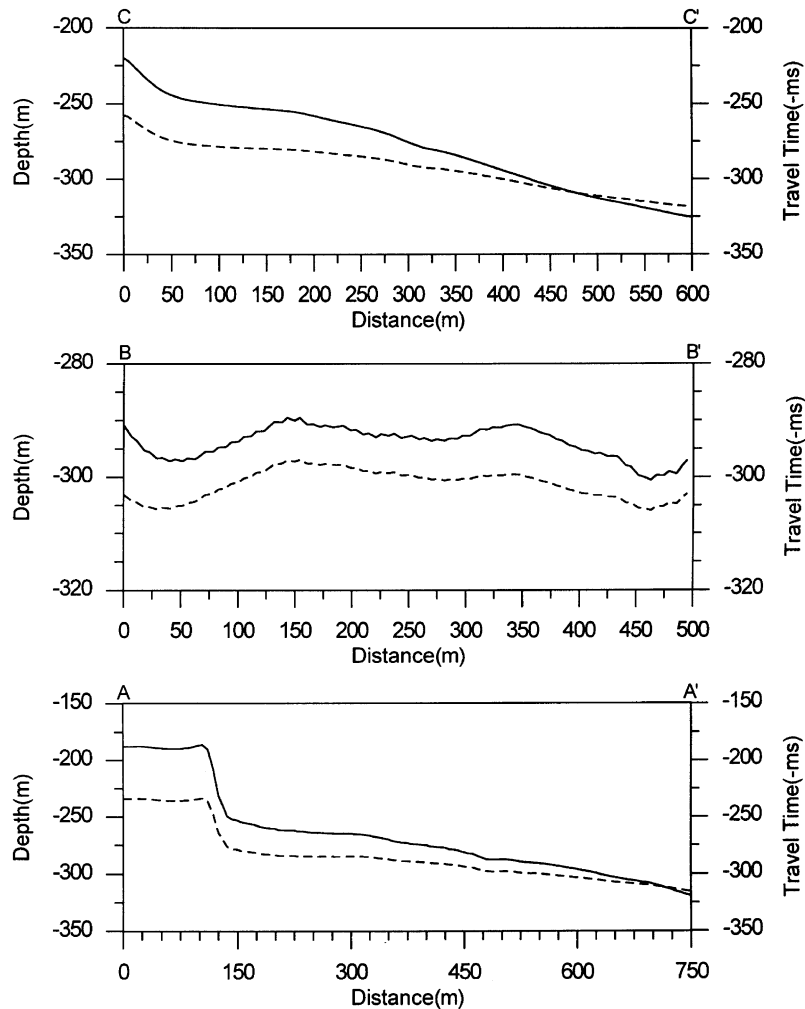 C C'
-200 -200
-250 -250
-300 -300
-350 -350
Depth(m)
Travel Time(-ms)
0 50 100 150 200 250 300 350 400 450 500 550 600
Distance(m)
B B'
-280 -280
-300 -300
-320 -320
Depth(m)
Travel Time(-ms)
0 50 100 150 200 250 300 350 400 450 500
Distance(m)
A A'
-150 -150
-200 -200
-250 -250
-300 -300
-350 -350
Depth(m)
Travel Time(-ms)
0 150 300 450 600 750
Distance(m)